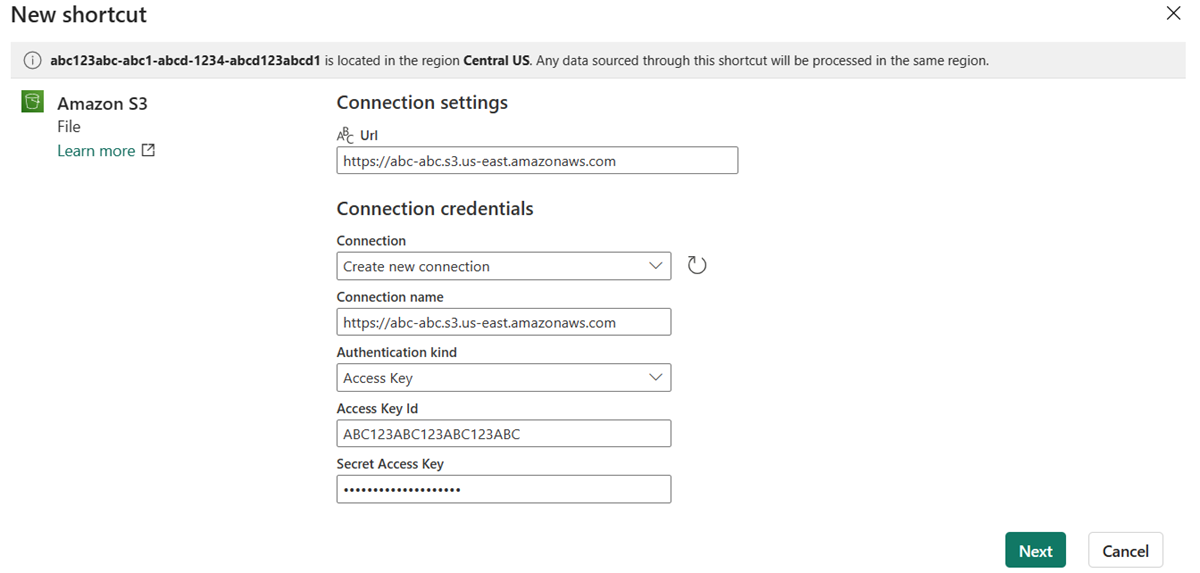 New shortcut
abc123abc-abc1-abcd-1234-abcd123abcd1 is located in the region Central US. Any data sourced through this shortcut will be processed in the same region.
Amazon S3
File
Learn more
Connection settings
ABC Url
https://abc-abc.s3.us-east.amazonaws.com
Connection credentials
Connection
Create new connection
Connection name
https://abc-abc.s3.us-east.amazonaws.com
Authentication kind
Access Key
Access Key Id
ABC123ABC123ABC123ABC
Secret Access Key
••••••••••••••••••••
Next
Cancel